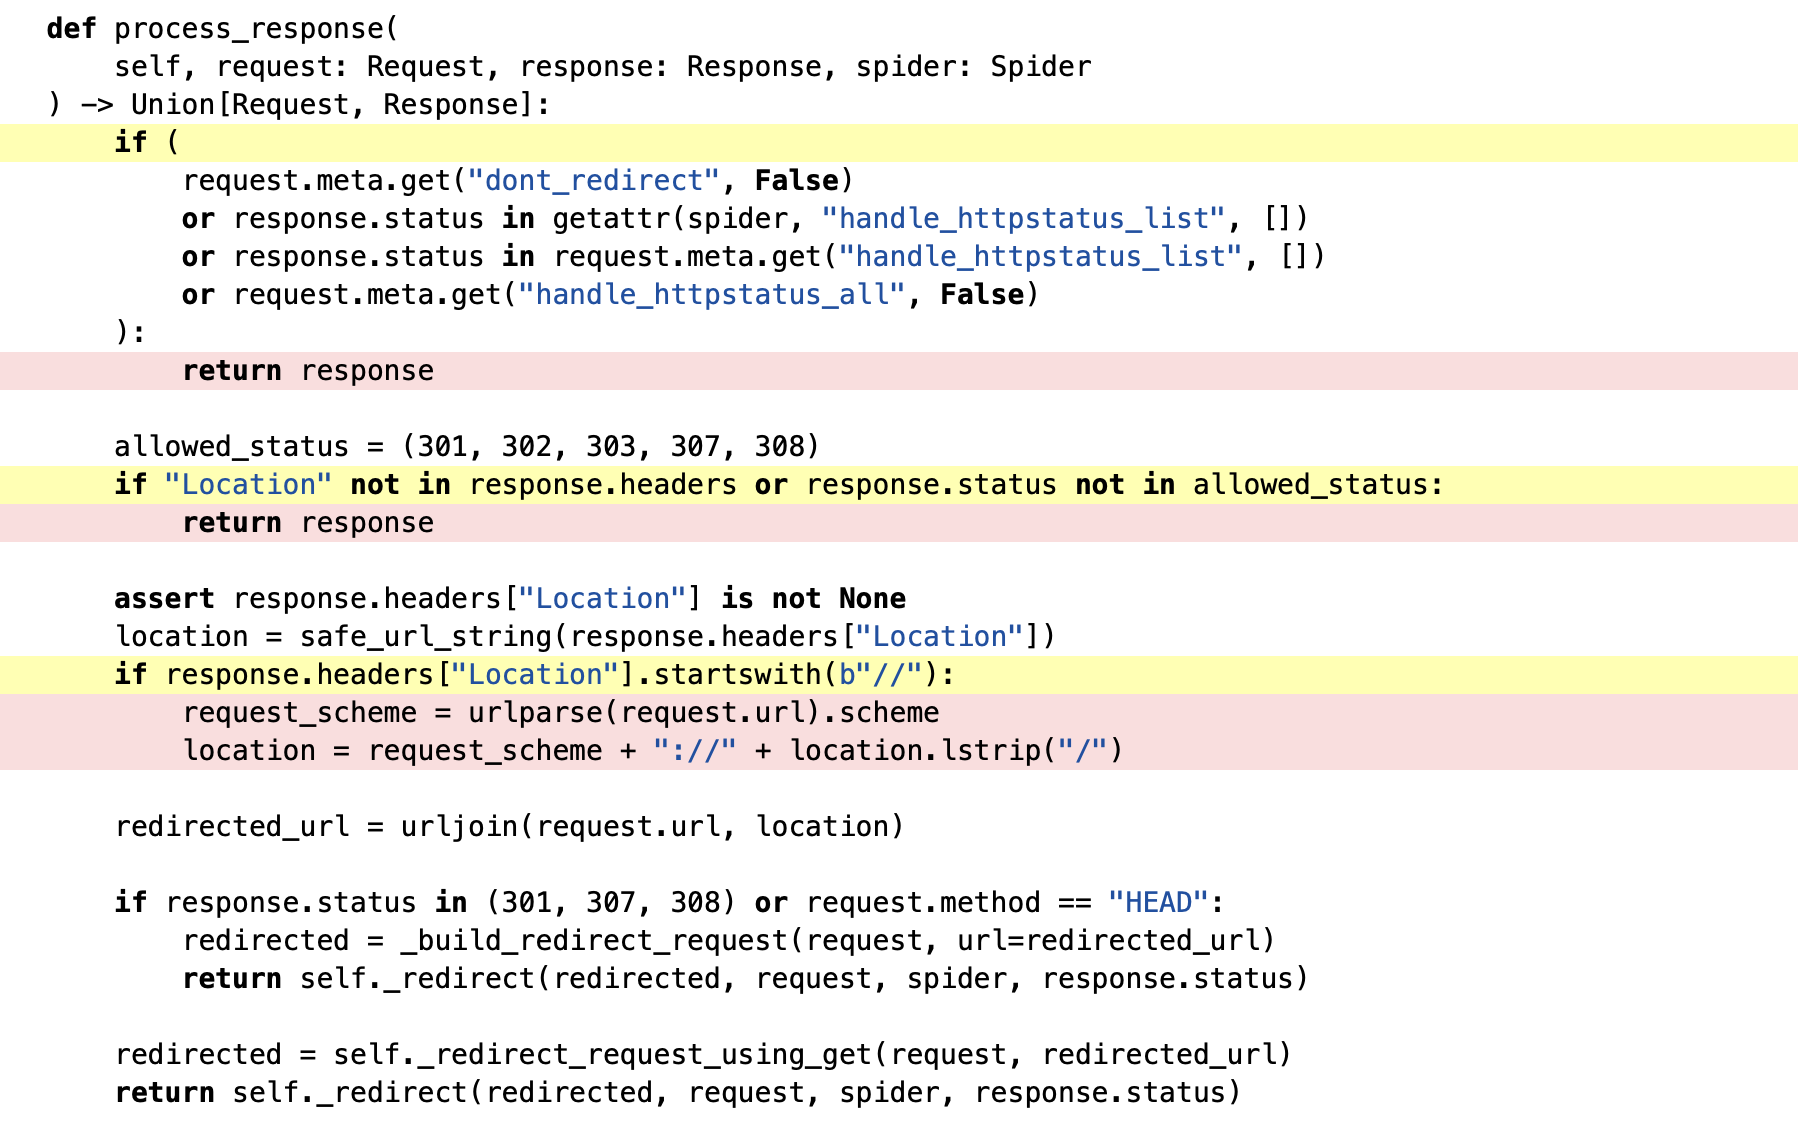 def process_response(
    self, request: Request, response: Response, spider: Spider
) -> Union[Request, Response]:
    if (
        request.meta.get("dont_redirect", False)
        or response.status in getattr(spider, "handle_httpstatus_list", [])
        or response.status in request.meta.get("handle_httpstatus_list", [])
        or request.meta.get("handle_httpstatus_all", False)
    ):
        return response

    allowed_status = (301, 302, 303, 307, 308)
    if "Location" not in response.headers or response.status not in allowed_status:
        return response

    assert response.headers["Location"] is not None
    location = safe_url_string(response.headers["Location"])
    if response.headers["Location"].startswith(b"//"):
        request_scheme = urlparse(request.url).scheme
        location = request_scheme + "://" + location.lstrip("/")

    redirected_url = urljoin(request.url, location)

    if response.status in (301, 307, 308) or request.method == "HEAD":
        redirected = _build_redirect_request(request, url=redirected_url)
        return self._redirect(redirected, request, spider, response.status)

    redirected = self._redirect_request_using_get(request, redirected_url)
    return self._redirect(redirected, request, spider, response.status)